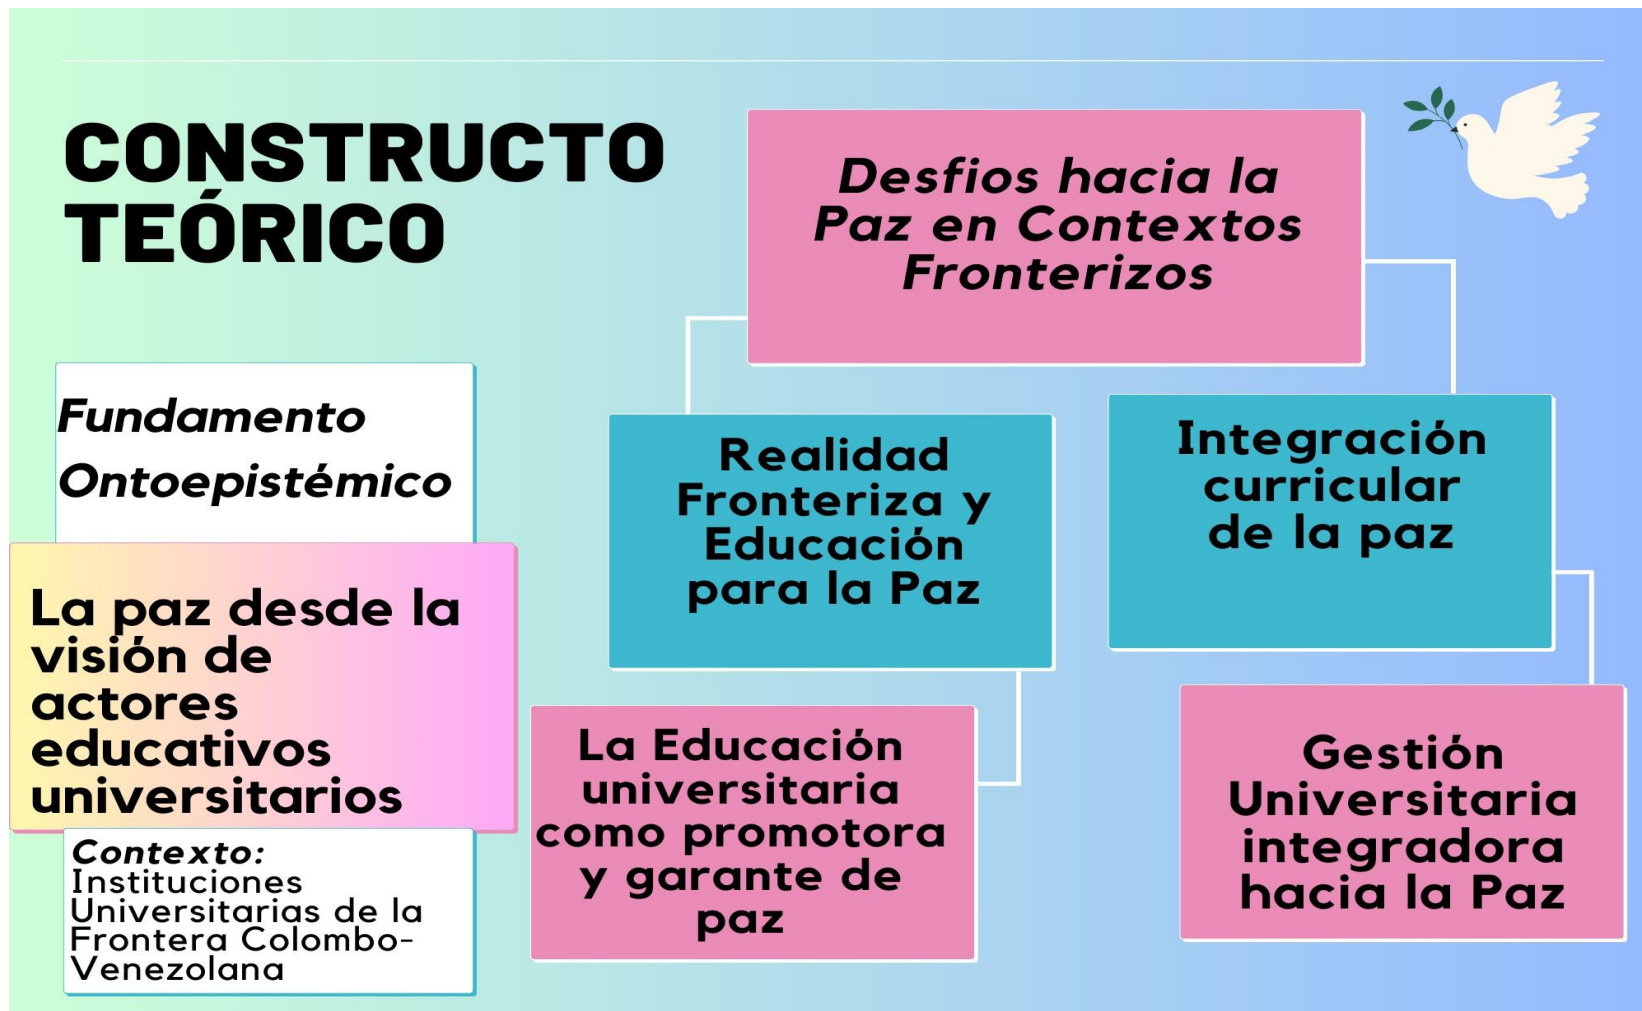 CONSTRUCTO
TEÓRICO
Desfios hacia la
Paz en Contextos
Fronterizos
Fundamento
Ontoepistémico
La paz desde la
visión de
actores
educativos
universitarios
Contexto:
Instituciones
Universitarias de la
Frontera Colombo-
Venezolana
Realidad
Fronteriza y
Educación
para la Paz
La Educación
universitaria
como promotora
y garante de
paz
Integración
curricular
de la paz
Gestión
Universitaria
integradora
hacia la Paz